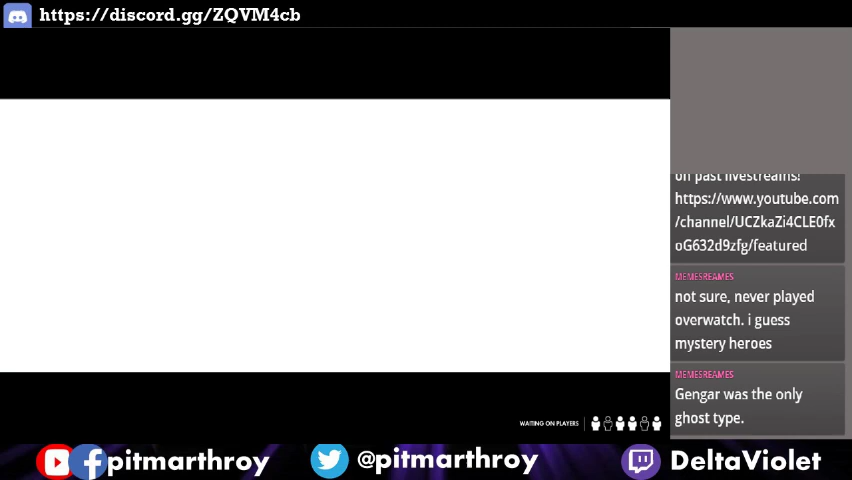 https://discord.gg/ZQVM4cb
on past livestreams!
https://www.youtube.com
/channel/UCZkaZi4CLE0fx
oG632d9zfg/featured
MEMESREAMES
not sure, never played
overwatch. i guess
mystery heroes
MEMESREAMES
Gengar was the only
ghost type.
WAITING ON PLAYERS
pitmarthroy
@pitmarthroy
DeltaViolet